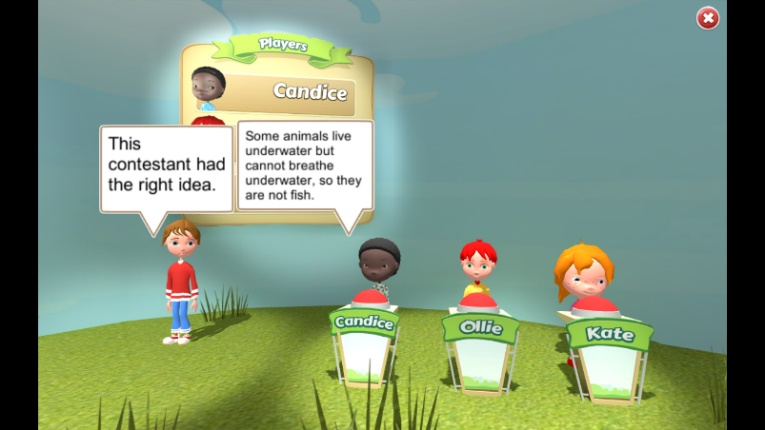 Players
Candice
This
contestant had
the right idea.
Some animals live
underwater but
cannot breathe
underwater, so they
are not fish.
Candice
Ollie
Kate